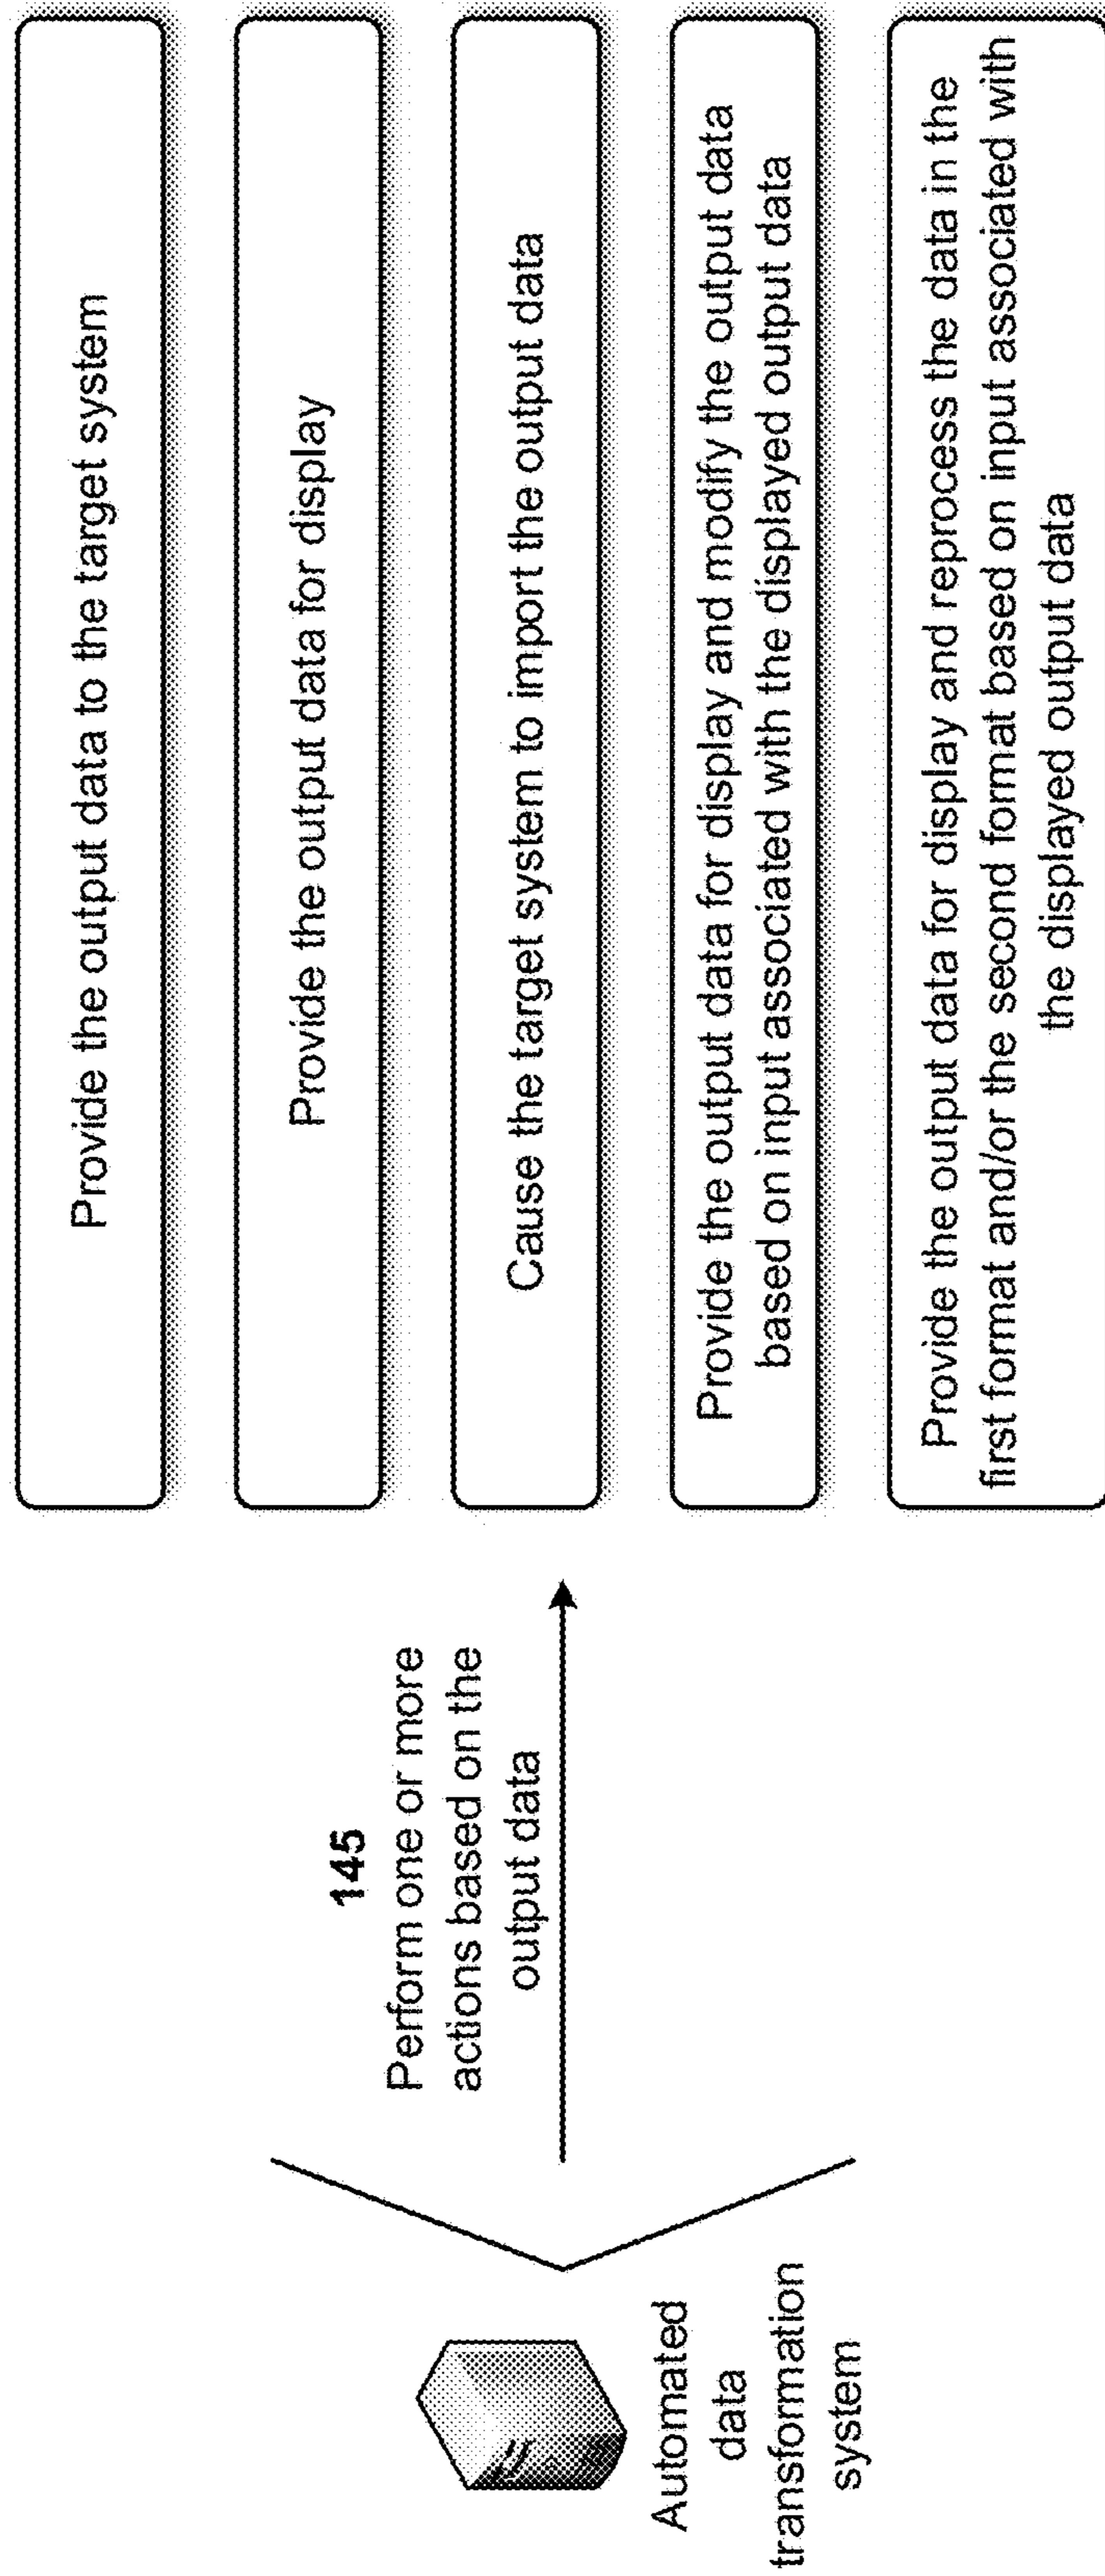 Automated
data
transformation
system
145
Perform one or more
actions based on the
output data
Provide the output data to the target system
Provide the output data for display
Cause the target system to import the output data
Provide the output data for display and modify the output data
based on input associated with the displayed output data
Provide the output data for display and reprocess the data in the
first format and/or the second format based on input associated with
the displayed output data